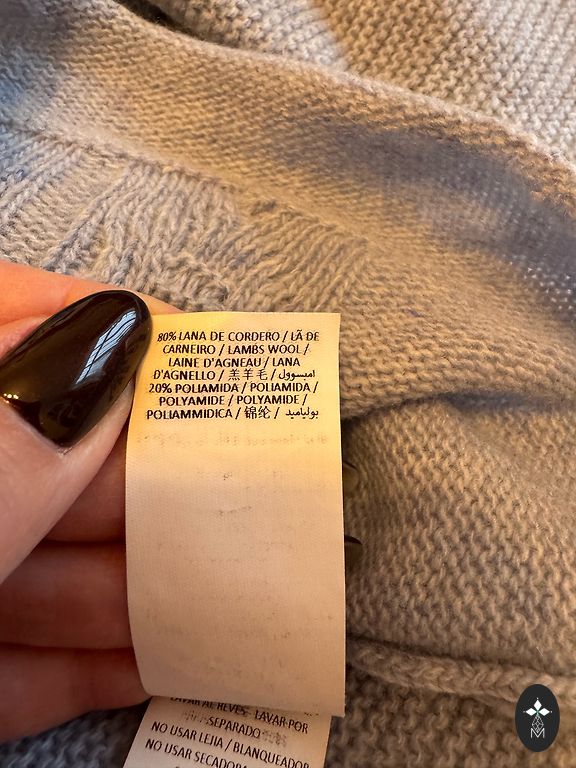 80% LANA DE CORDERO / LÃ DE
CARNEIRO / LAMBS WOOL /
LAINE D'AGNEAU / LANA
D'AGNELLO / 羔羊毛 / امبسوول
20% POLIAMIDA / POLIAMIDA /
POLYAMIDE / POLYAMIDE /
POLIAMMIDICA / 锦纶 / بولياميد
LAVAR AL REVES LAVAR POR
SEPARADO
NO USAR LEJIA / BLANQUEADOR
NO USAR SECADORA